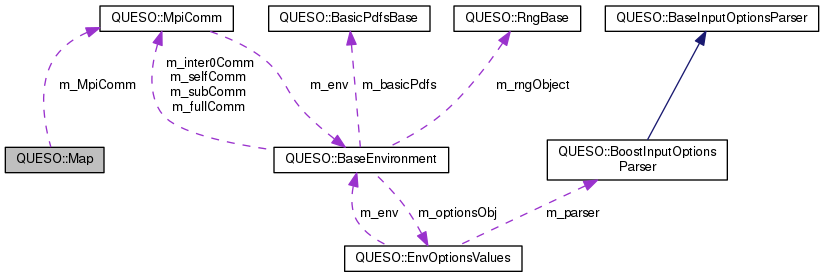 QUESO::MpiComm
QUESO::BasicPdfsBase
QUESO::RngBase
QUESO::BaseInputOptionsParser
m_MpiComm
m_inter0Comm
m_selfComm
m_subComm
m_fullComm
m_env
m_basicPdfs
m_rngObject
QUESO::Map
QUESO::BaseEnvironment
QUESO::BoostInputOptions
Parser
m_env
m_optionsObj
m_parser
QUESO::EnvOptionsValues